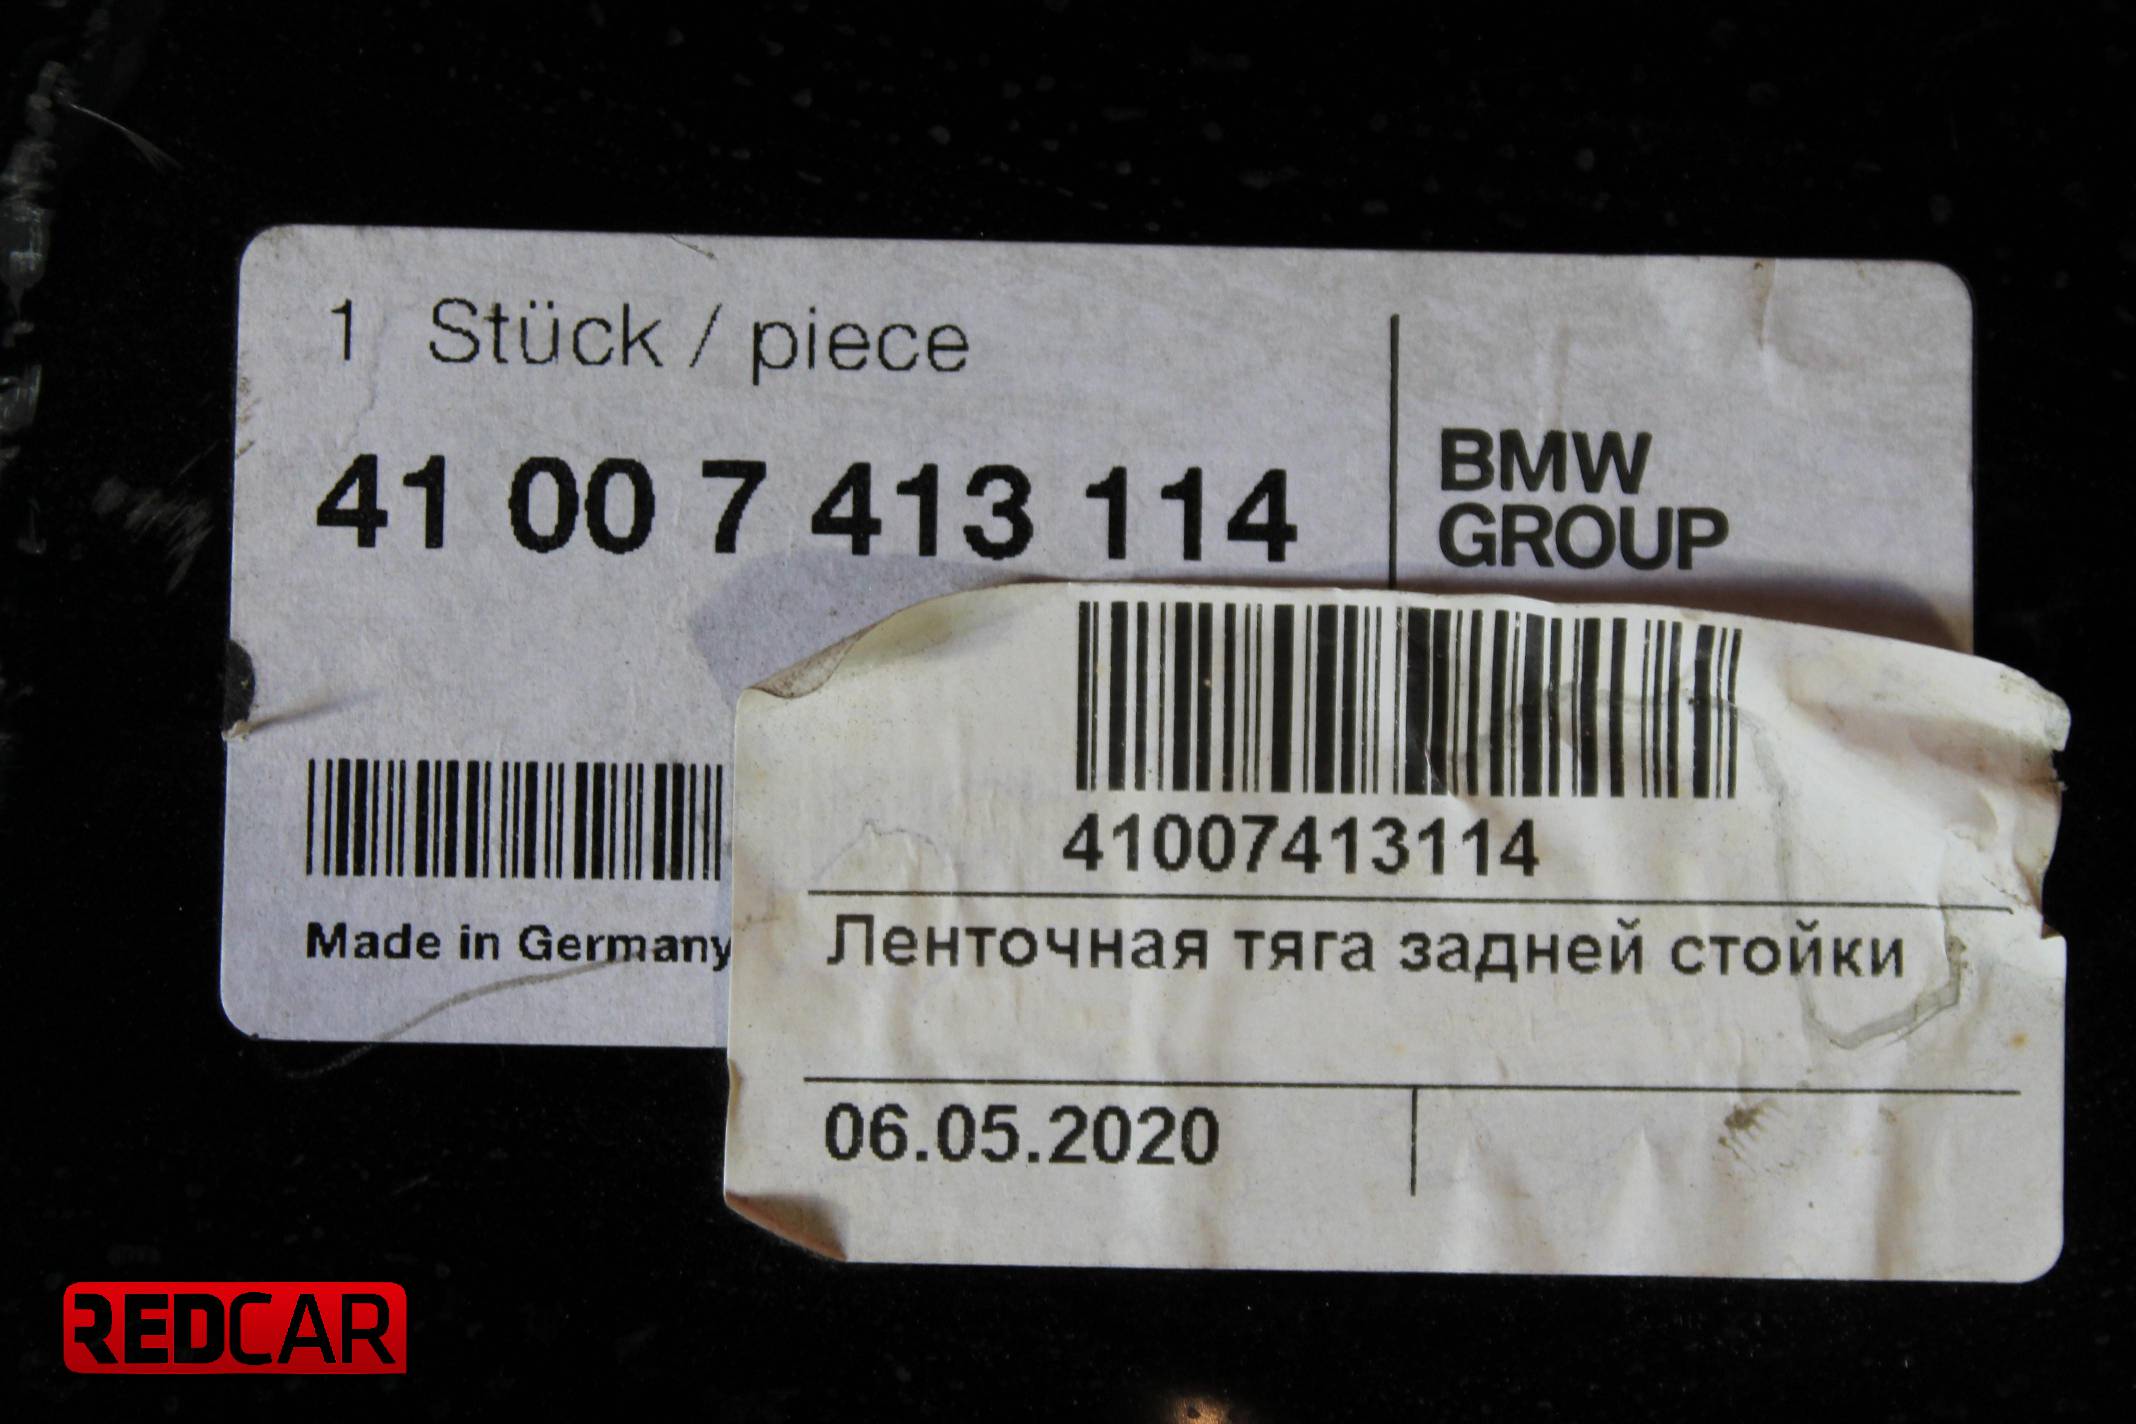 1 Stück / piece
41 00 7 413 114
BMW
GROUP
Made in Germany
41007413114
Ленточная тяга задней стойки
06.05.2020
REDCAR